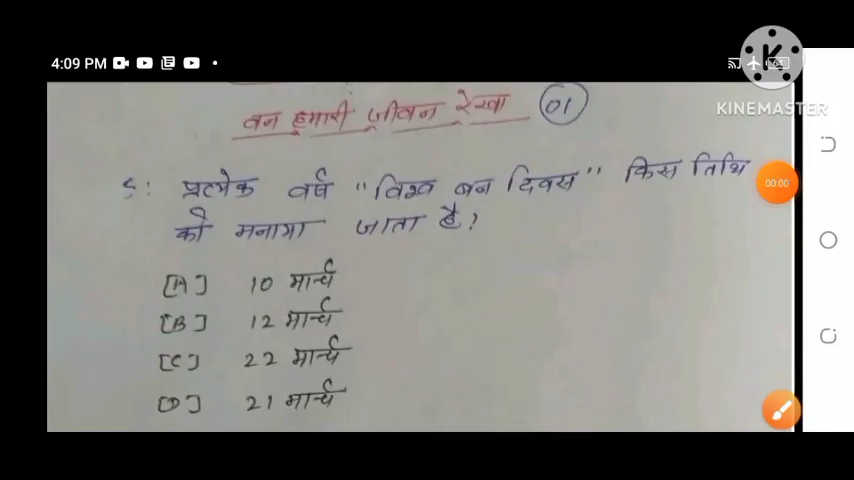 4:09 PM
64
KINEMASTER
वन हमारी जीवन रेखा 01
प्रत्येक वर्ष "विश्व वन दिवस" किस तिथि
को मनाया जाता है?
[A] 10 मार्च
[B] 12 मार्च
[C] 22 मार्च
[D] 21 मार्च
00:00